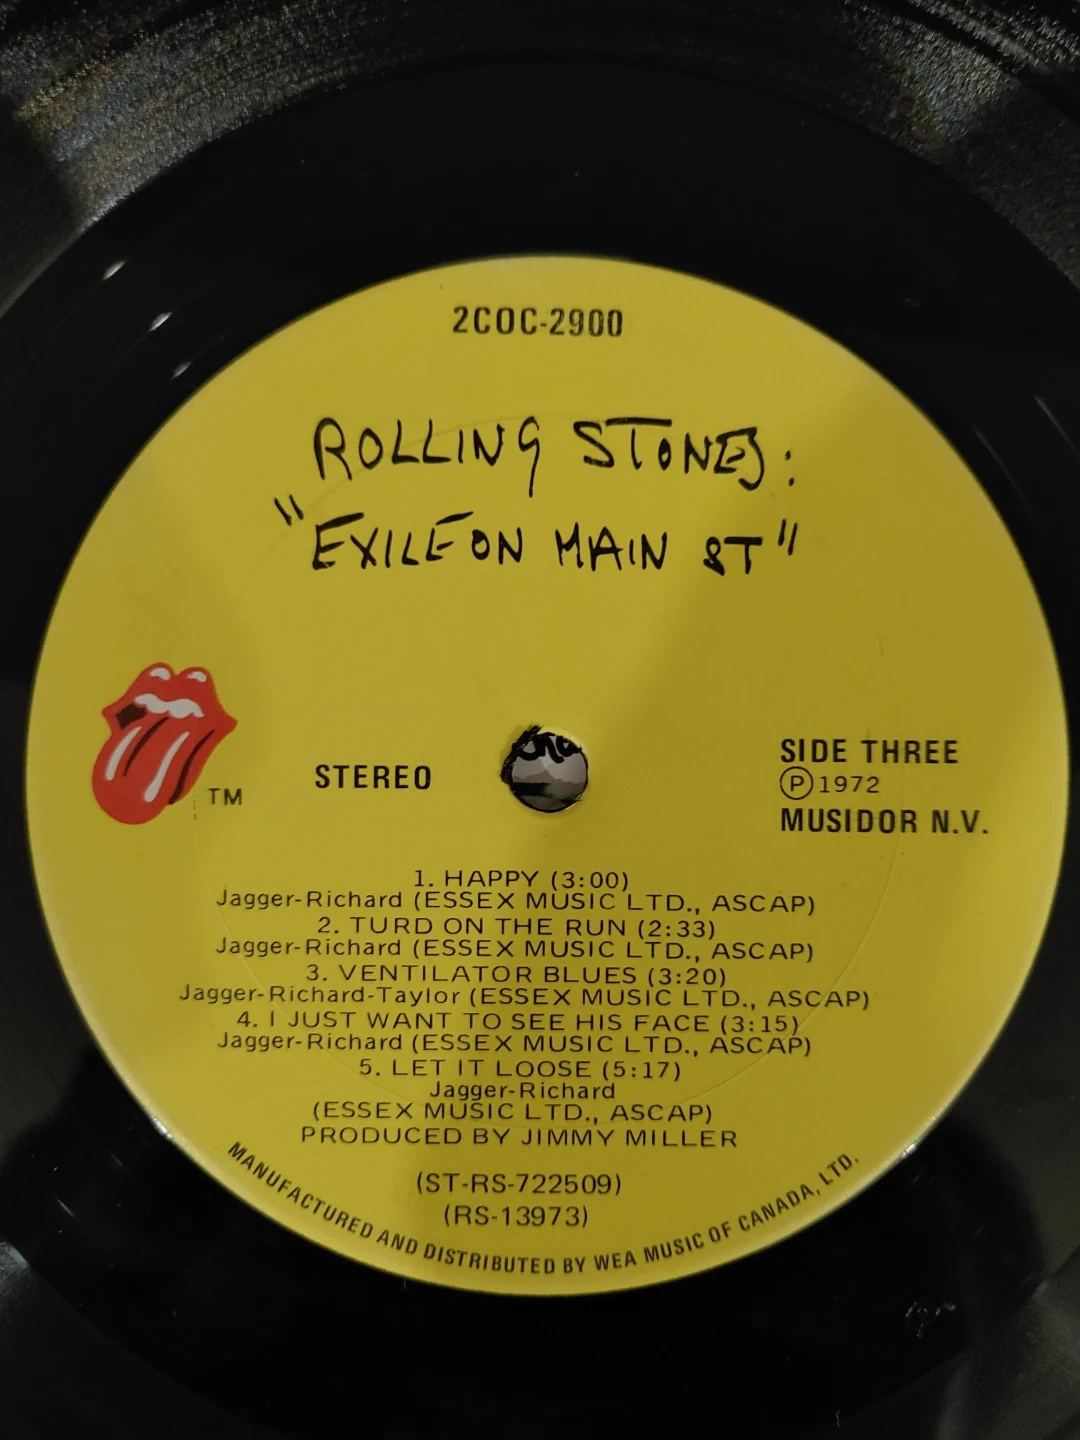 2COC-2900
ROLLING STONES:
"EXILE ON MAIN ST"
TM
STEREO
SIDE THREE
Ⓟ1972
MUSIDOR N.V.
1. HAPPY (3:00)
Jagger-Richard (ESSEX MUSIC LTD., ASCAP)
2. TURD ON THE RUN (2:33)
Jagger-Richard (ESSEX MUSIC LTD., ASCAP)
3. VENTILATOR BLUES (3:20)
Jagger-Richard-Taylor (ESSEX MUSIC LTD., ASCAP)
4. I JUST WANT TO SEE HIS FACE (3:15)
Jagger-Richard (ESSEX MUSIC LTD., ASCAP)
5. LET IT LOOSE (5:17)
Jagger-Richard
(ESSEX MUSIC LTD., ASCAP)
PRODUCED BY JIMMY MILLER
(ST-RS-722509)
(RS-13973)
MANUFACTURED AND DISTRIBUTED BY WEA MUSIC OF CANADA, LTD.